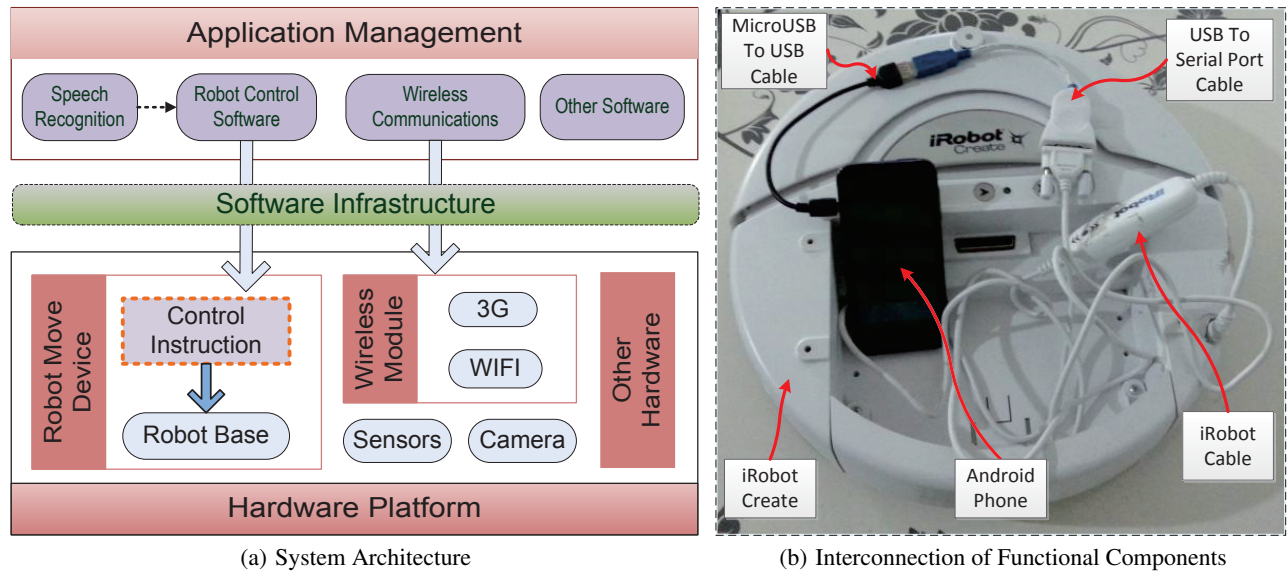 Application Management
Speech
Recognition
Robot Control
Software
Wireless
Communications
Other Software
Software Infrastructure
Robot Move
Device
Control
Instruction
Robot Base
Wireless
Module
3G
WIFI
Sensors
Camera
Other
Hardware
Hardware Platform
(a) System Architecture
MicroUSB
To USB
Cable
USB To
Serial Port
Cable
iRobot
Create
iRobot
iRobot
Create
Android
Phone
iRobot
Cable
(b) Interconnection of Functional Components